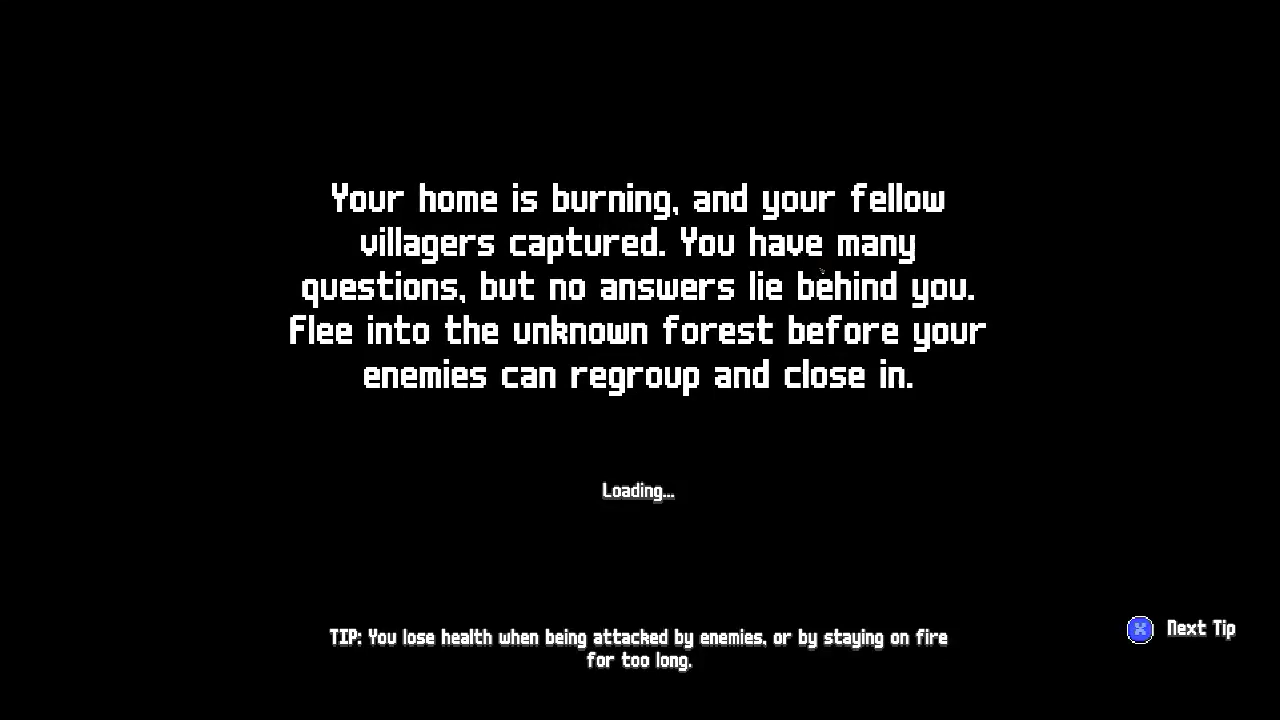 Your home is burning, and your fellow
villagers captured. You have many
questions, but no answers lie behind you.
Flee into the unknown forest before your
enemies can regroup and close in.
Loading...
TIP: You lose health when being attacked by enemies, or by staying on fire
for too long.
X Next Tip